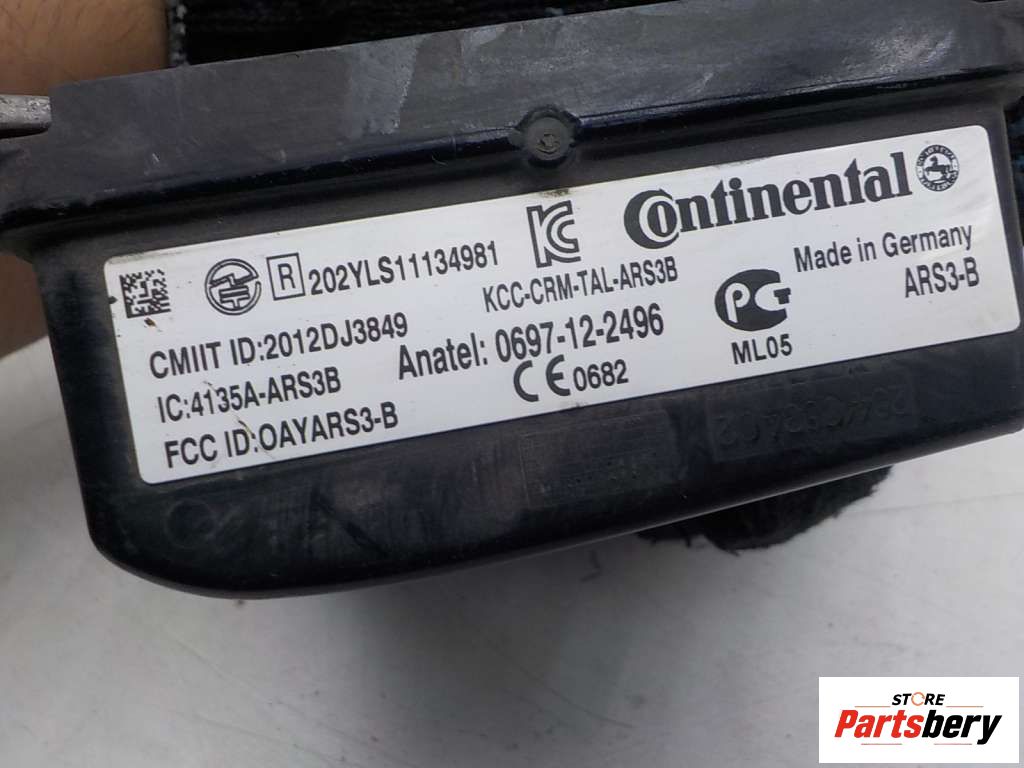 Continental
R 202YLS11134981
KCC-CRM-TAL-ARS3B
Made in Germany
ARS3-B
CMIIT ID:2012DJ3849
Anatel: 0697-12-2496
ML05
IC:4135A-ARS3B
CE 0682
FCC ID:OAYARS3-B
STORE
Partsbery